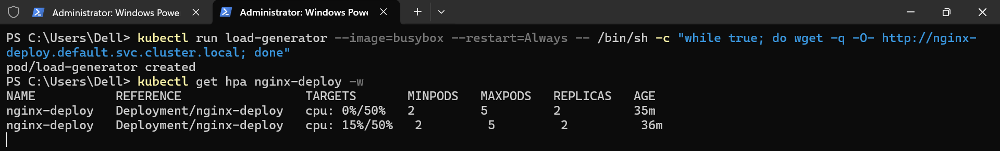 Administrator: Windows Power
Administrator: Windows Powe
PS C:\Users\Dell> kubectl run load-generator --image=busybox --restart=Always -- /bin/sh -c "while true; do wget -q -O- http://nginx-
deploy.default.svc.cluster.local; done"
pod/load-generator created
PS C:\Users\Dell> kubectl get hpa nginx-deploy -w
NAME           REFERENCE                 TARGETS       MINPODS   MAXPODS   REPLICAS   AGE
nginx-deploy   Deployment/nginx-deploy   cpu: 0%/50%   2         5         2          35m
nginx-deploy   Deployment/nginx-deploy   cpu: 15%/50%   2         5         2          36m